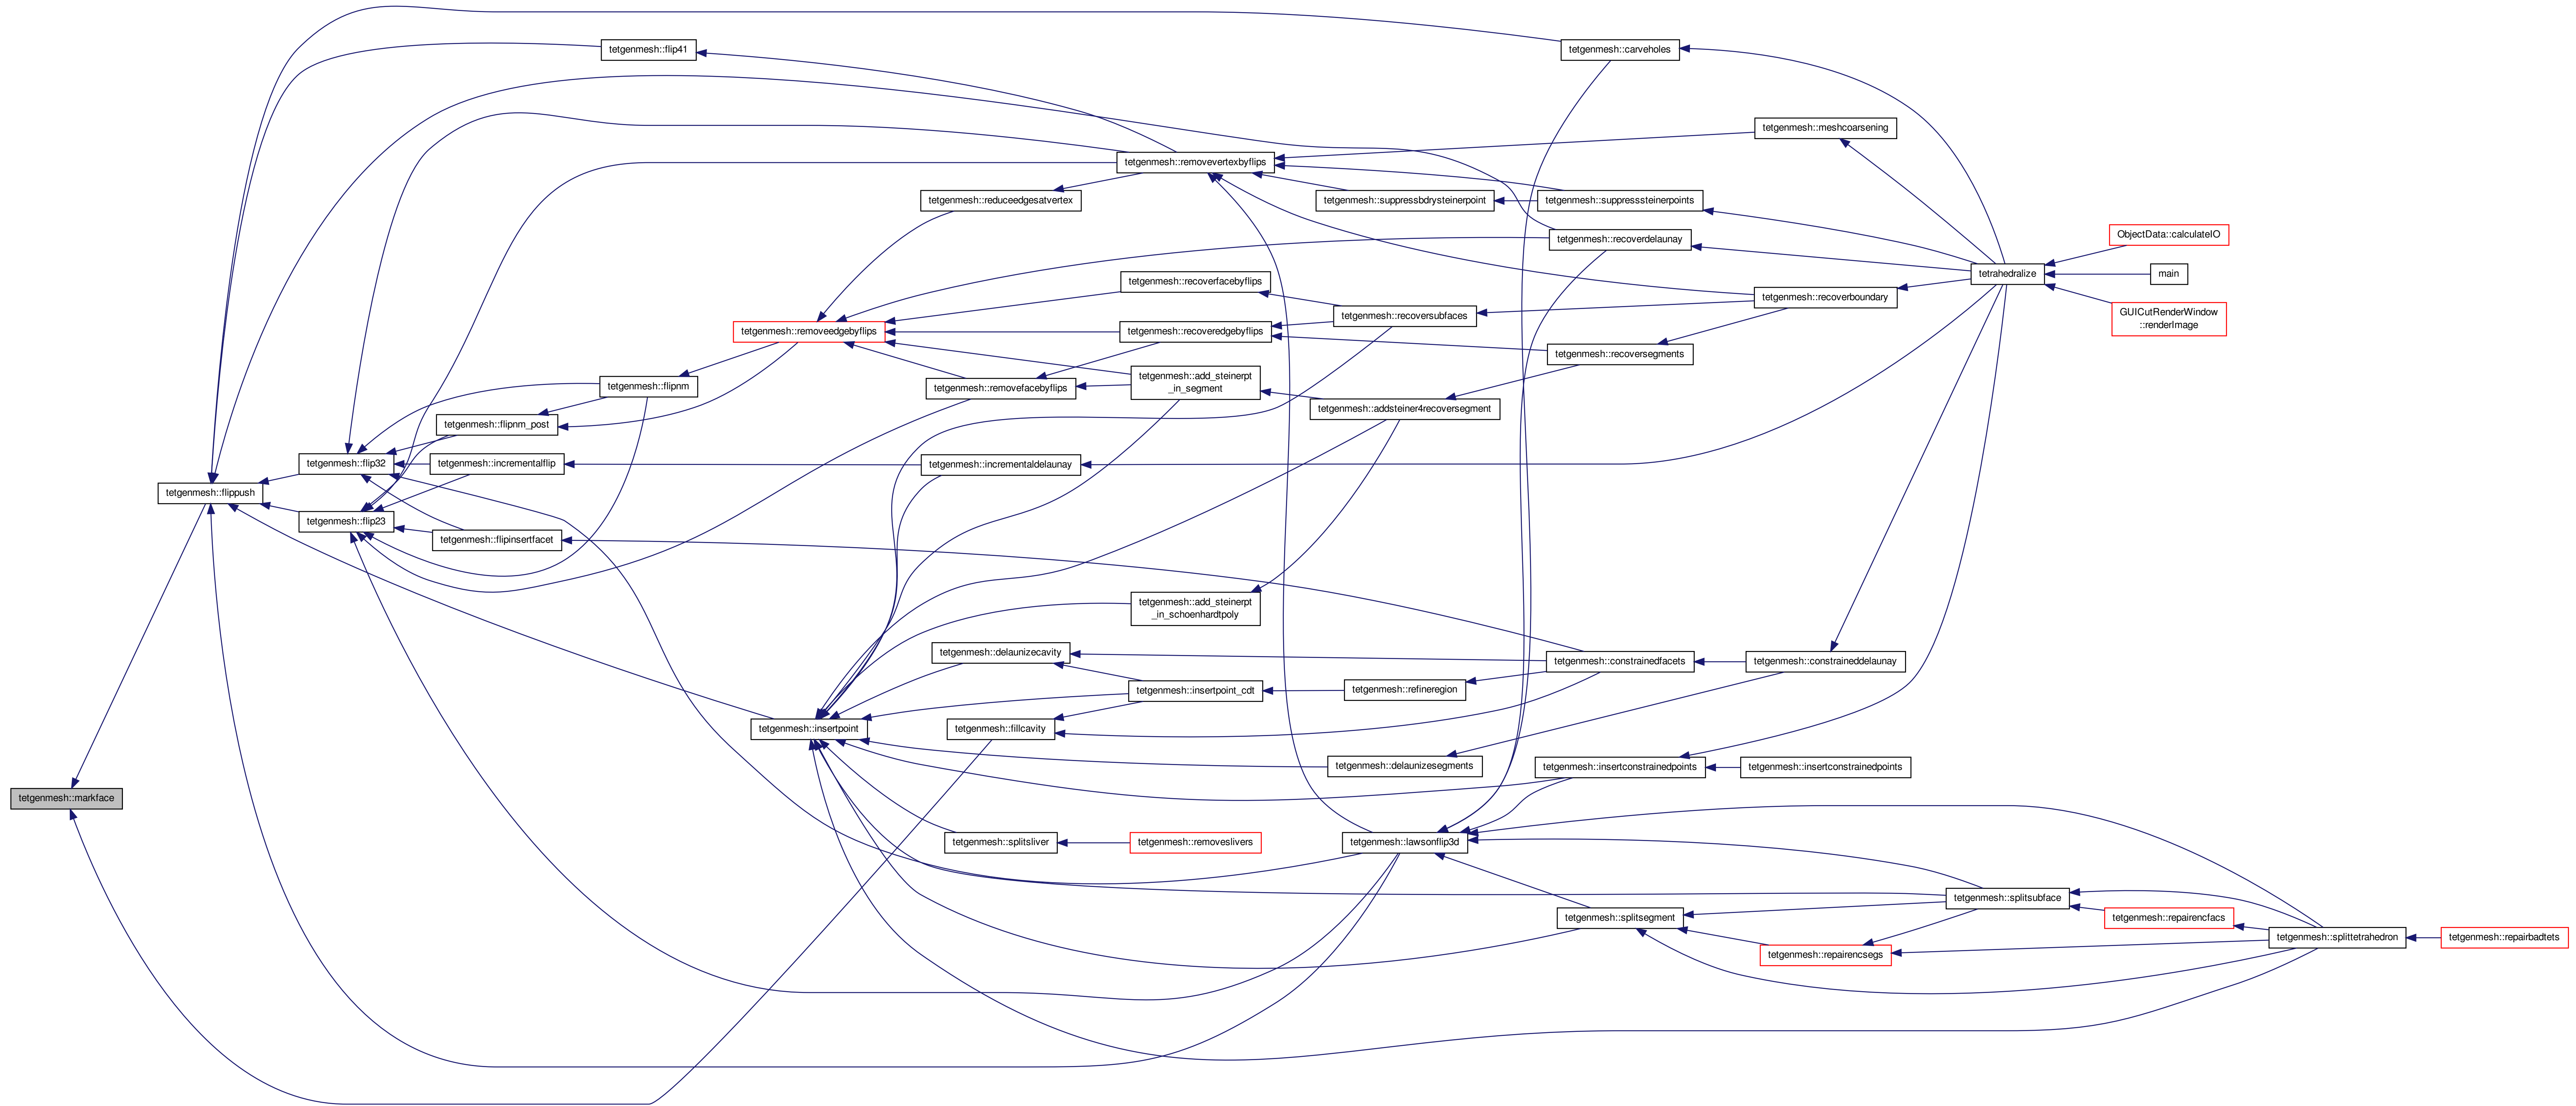 tetgenmesh::markface
tetgenmesh::flippush
tetgenmesh::flip32
tetgenmesh::flip23
tetgenmesh::flipnm_post
tetgenmesh::incrementalflip
tetgenmesh::flipinsertfacet
tetgenmesh::flip41
tetgenmesh::flipnm
tetgenmesh::removeedgebyflips
tetgenmesh::insertpoint
tetgenmesh::reduceedgesatvertex
tetgenmesh::removefacebyflips
tetgenmesh::incrementaldelaunay
tetgenmesh::delaunizecavity
tetgenmesh::fillcavity
tetgenmesh::splitsliver
tetgenmesh::removevertexbyflips
tetgenmesh::recoverfacebyflips
tetgenmesh::recoveredgebyflips
tetgenmesh::add_steinerpt
_in_segment
tetgenmesh::add_steinerpt
_in_schoenhardtpoly
tetgenmesh::insertpoint_cdt
tetgenmesh::removeslivers
tetgenmesh::suppressbdrysteinerpoint
tetgenmesh::recoversubfaces
tetgenmesh::addsteiner4recoversegment
tetgenmesh::refineregion
tetgenmesh::delaunizesegments
tetgenmesh::lawsonflip3d
tetgenmesh::carveholes
tetgenmesh::suppresssteinerpoints
tetgenmesh::recoverdelaunay
tetgenmesh::recoversegments
tetgenmesh::constrainedfacets
tetgenmesh::insertconstrainedpoints
tetgenmesh::splitsegment
tetgenmesh::meshcoarsening
tetgenmesh::recoverboundary
tetgenmesh::constraineddelaunay
tetgenmesh::insertconstrainedpoints
tetgenmesh::repairencsegs
tetrahedralize
tetgenmesh::splitsubface
ObjectData::calculateIO
main
GUICutRenderWindow
::renderImage
tetgenmesh::repairencfacs
tetgenmesh::splittetrahedron
tetgenmesh::repairbadtets